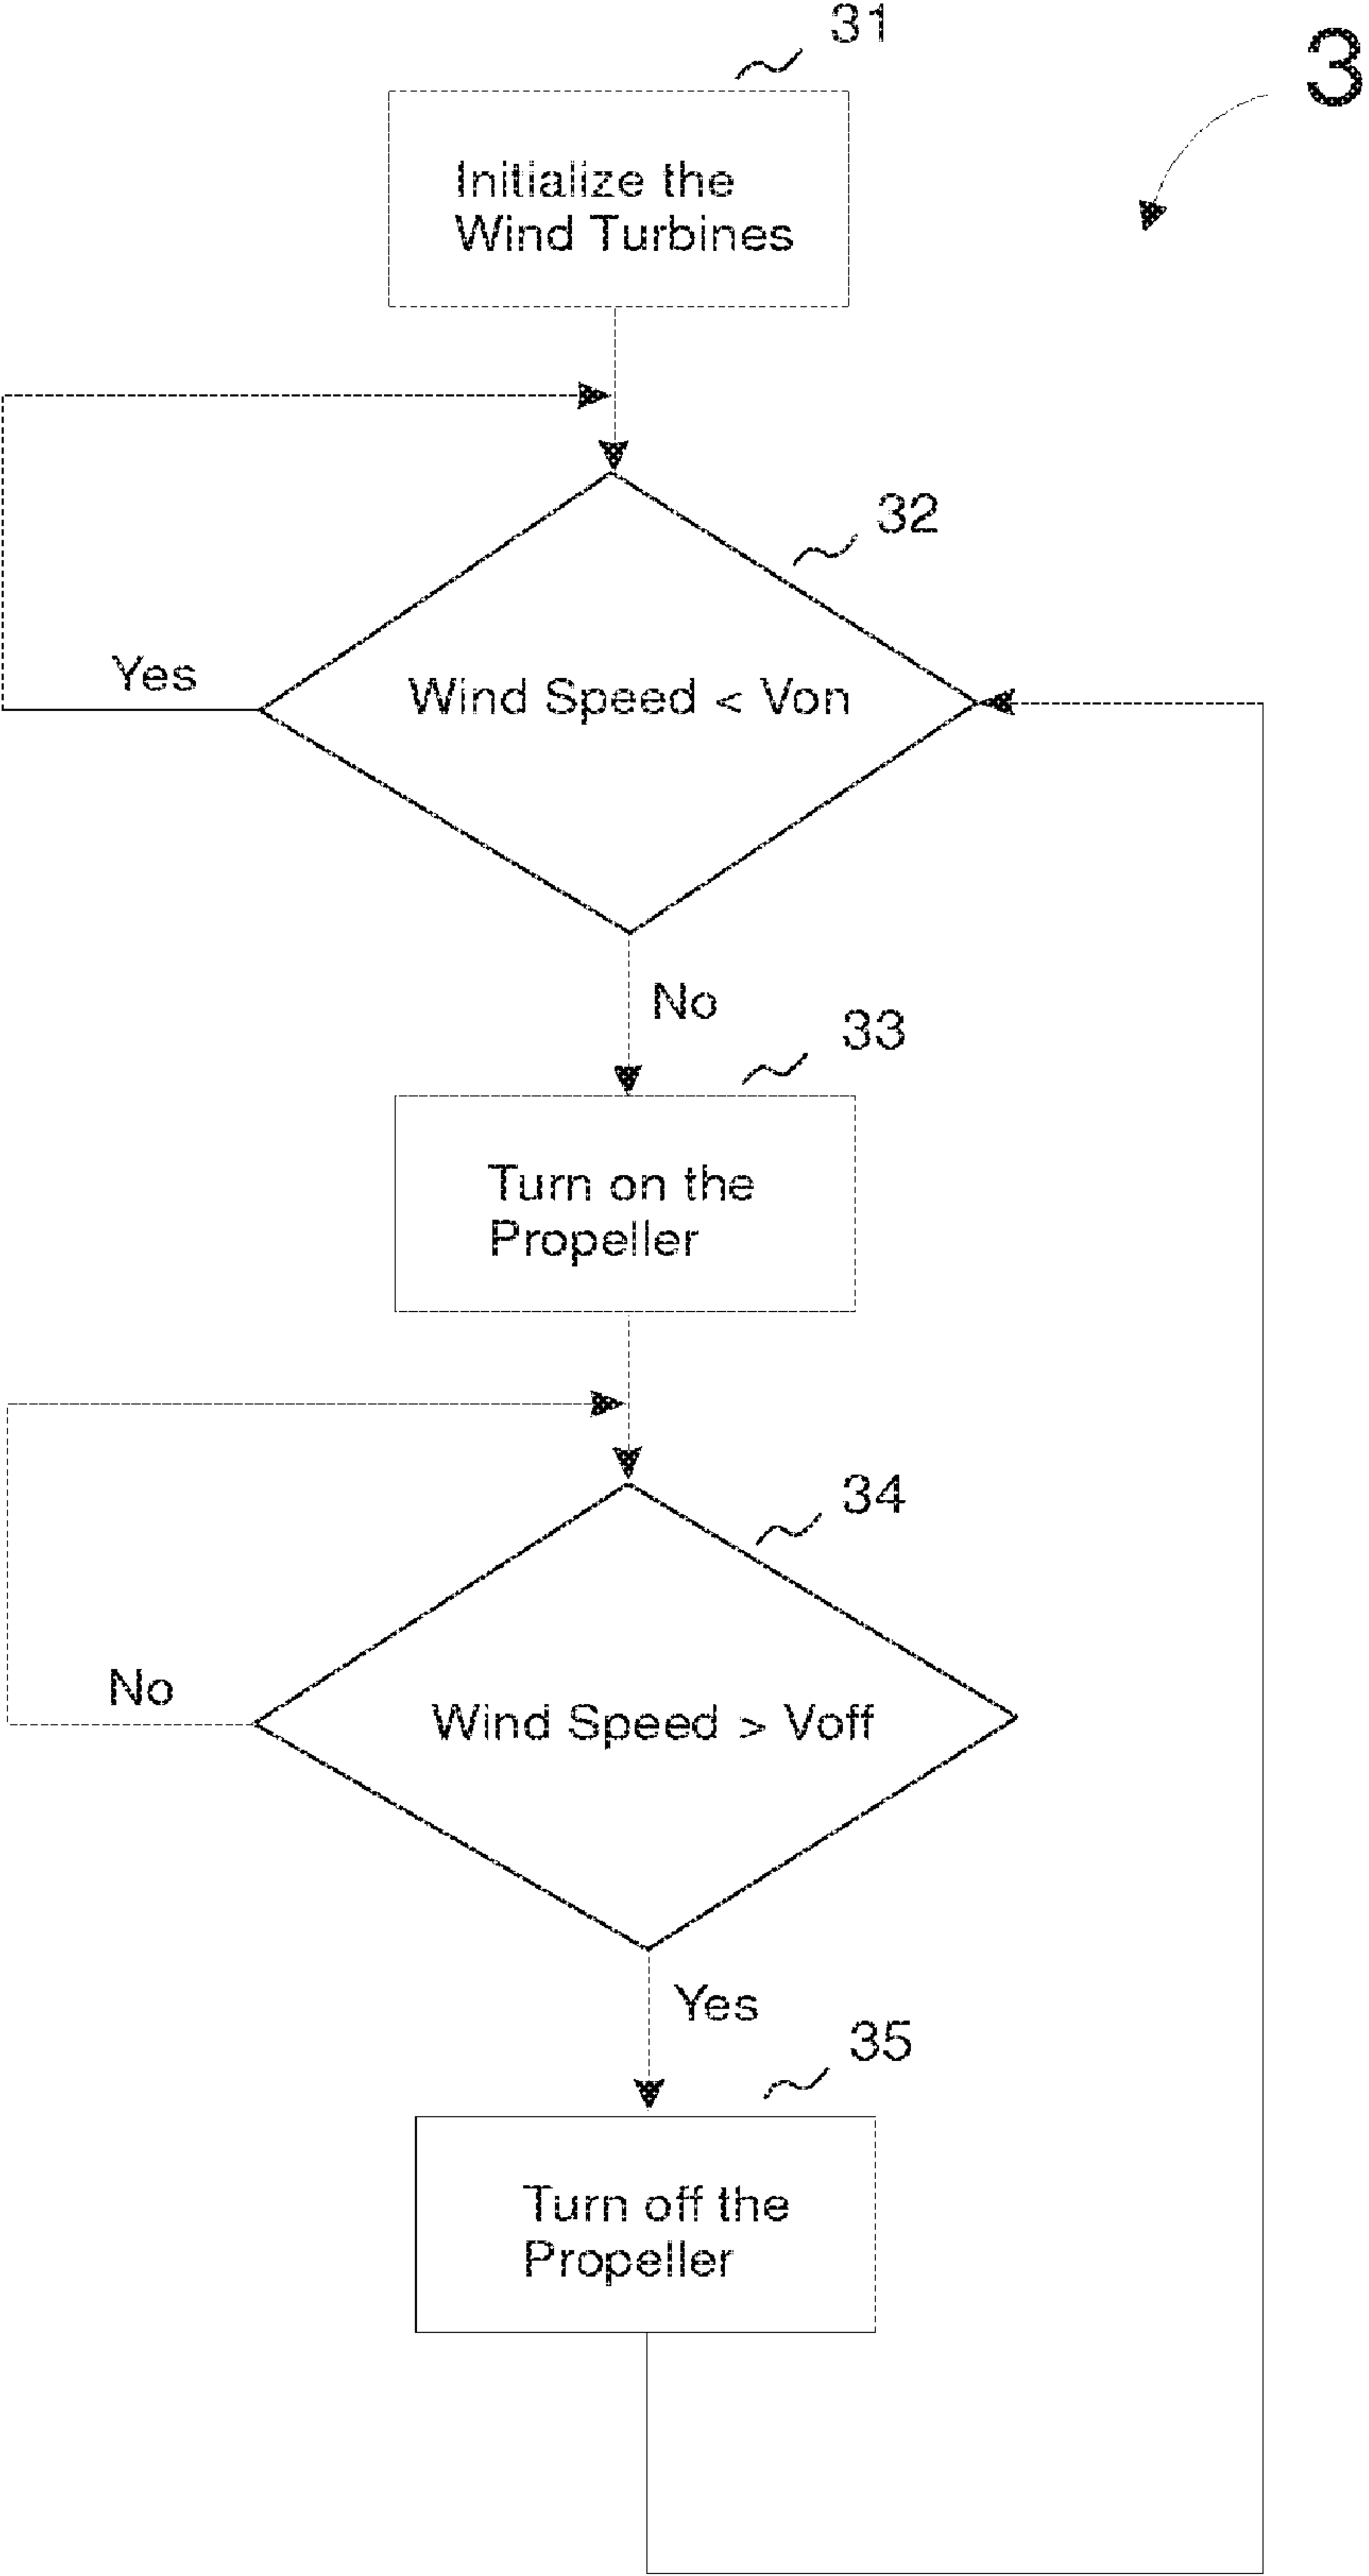 31
3
Initialize the
Wind Turbines
32
Yes
Wind Speed < Von
No
33
Turn on the
Propeller
34
No
Wind Speed > Voff
Yes
35
Turn off the
Propeller